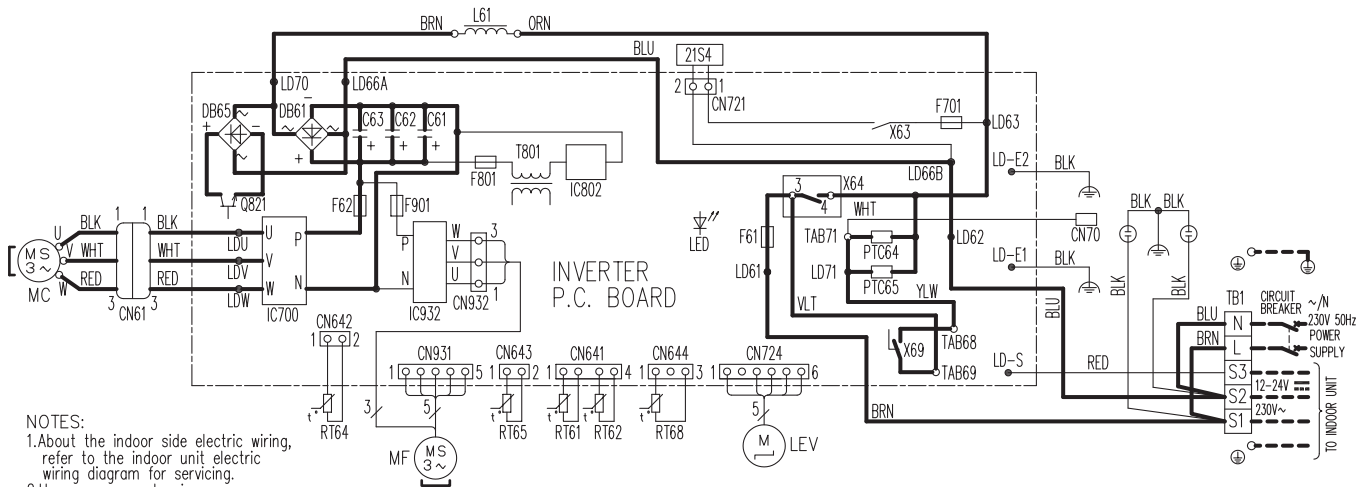 BRN L61 ORN
BLU
21S4
2 1
CN721
LD70 LD66A
DB65 DB61
~ − ~ +
C63 C62 C61
+ + +
F701
X63
LD63
T801
F801
IC802
Q821
F62 F901
LD66B
LD-E2 BLK
3 X64
4
WHT
CN70
LED
F61
TAB71
PTC64
LD62
LD61
LD71
PTC65
LD-E1 BLK
VLT YLW
X69
TAB68
TAB69
LD-S RED
BLU
BRN
MS
3~
MC
U BLK 1 1 BLK LDU U P
V WHT WHT LDV V
W RED 3 3 RED LDW W N
CN61
IC700
P W 3
V
N U 1
IC932
CN932
INVERTER
P.C. BOARD
CN642
1 2
RT64
t°
3
CN931
1 5
5
MF
MS
3~
CN643
1 2
RT65
t°
CN641
1 4
RT61 RT62
t° t°
CN644
1 3
RT68
t°
CN724
1 6
5
M
LEV
BLK BLK
TB1
BLU N
BRN L
S3
S2
S1
CIRCUIT
BREAKER
~/N
230V 50Hz
POWER
SUPPLY
12-24V
230V~
TO INDOOR UNIT
NOTES:
1.About the indoor side electric wiring,
refer to the indoor unit electric
wiring diagram for servicing.